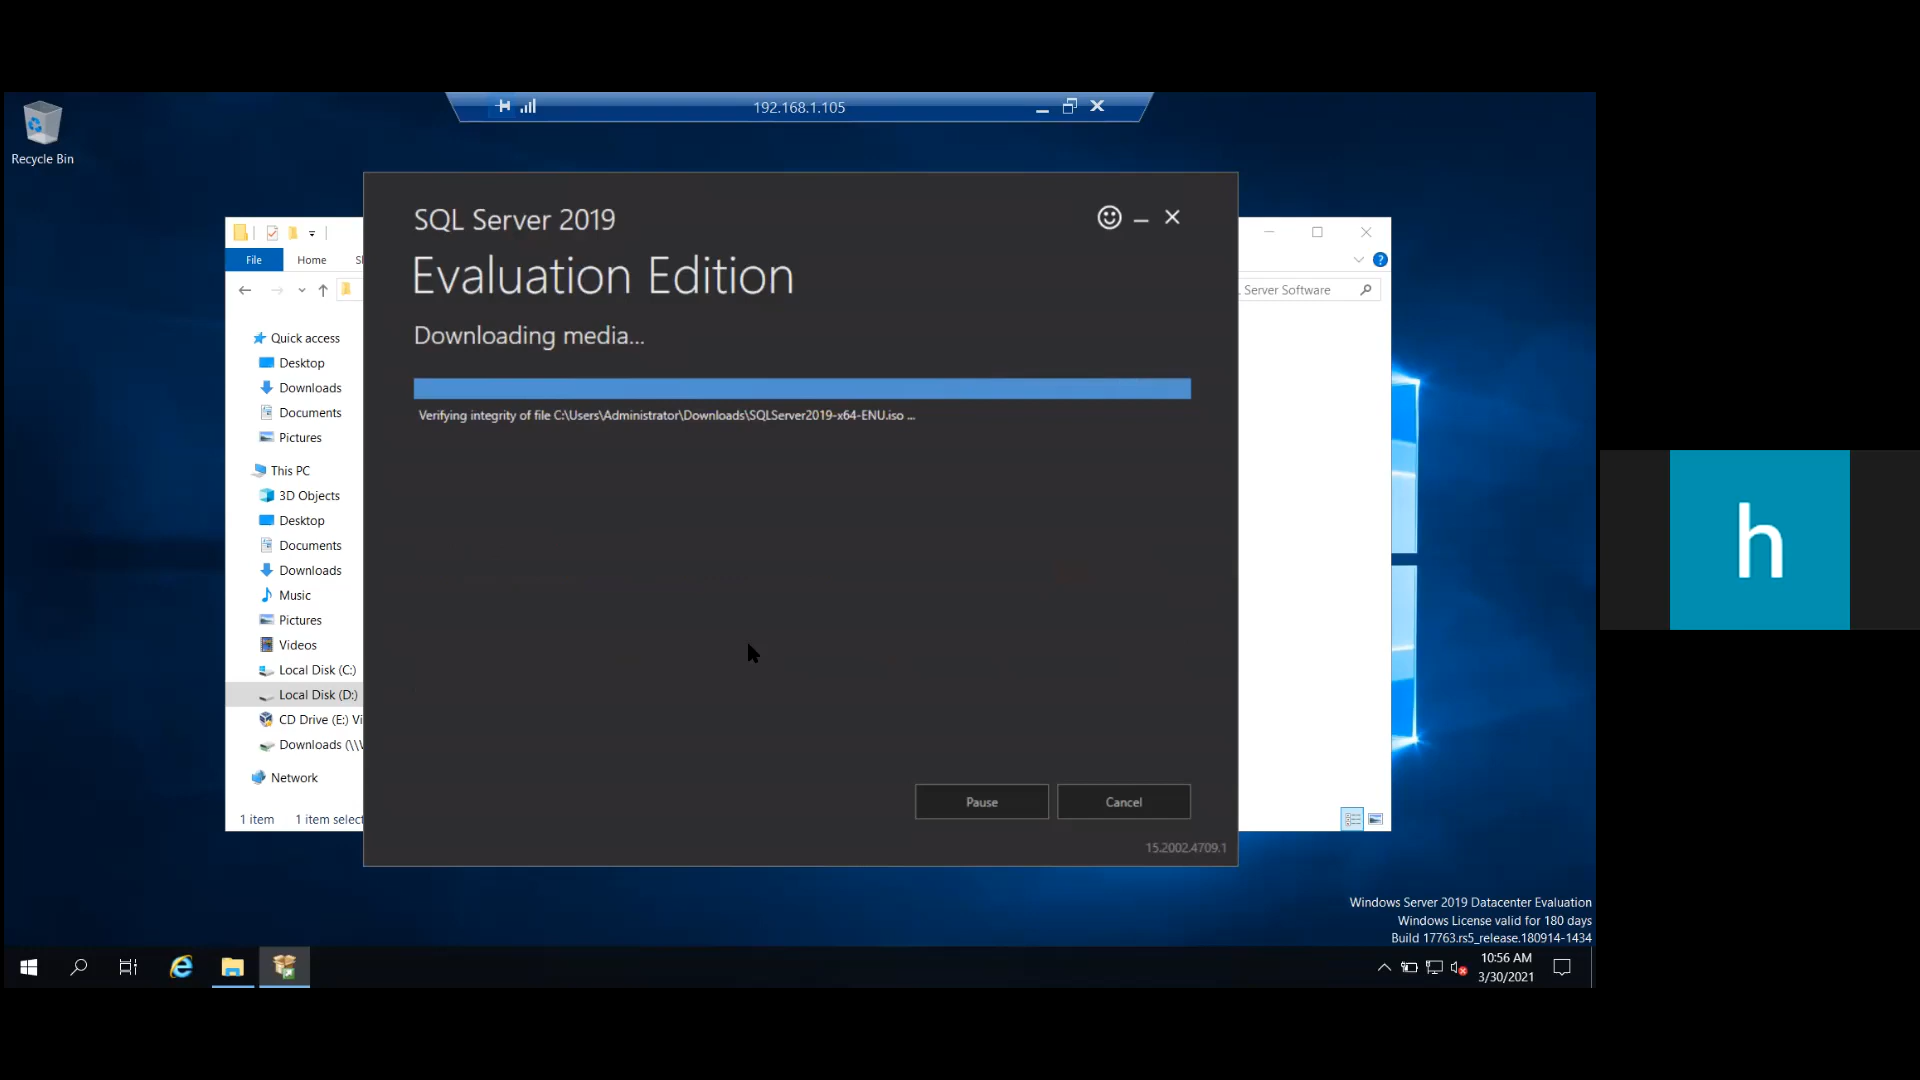 192.168.1.105
Recycle Bin
SQL Server 2019
Evaluation Edition
Downloading media...
Verifying integrity of file C:\Users\Administrator\Downloads\SQLServer2019-x64-ENU.iso ...
Pause
Cancel
15.2002.4709.1
File
Home
Server Software
Quick access
Desktop
Downloads
Documents
Pictures
This PC
3D Objects
Desktop
Documents
Downloads
Music
Pictures
Videos
Local Disk (C:)
Local Disk (D:)
CD Drive (E:) Vi
Downloads (\\
Network
1 item
1 item select
h
Windows Server 2019 Datacenter Evaluation
Windows License valid for 180 days
Build 17763.rs5_release.180914-1434
10:56 AM
3/30/2021